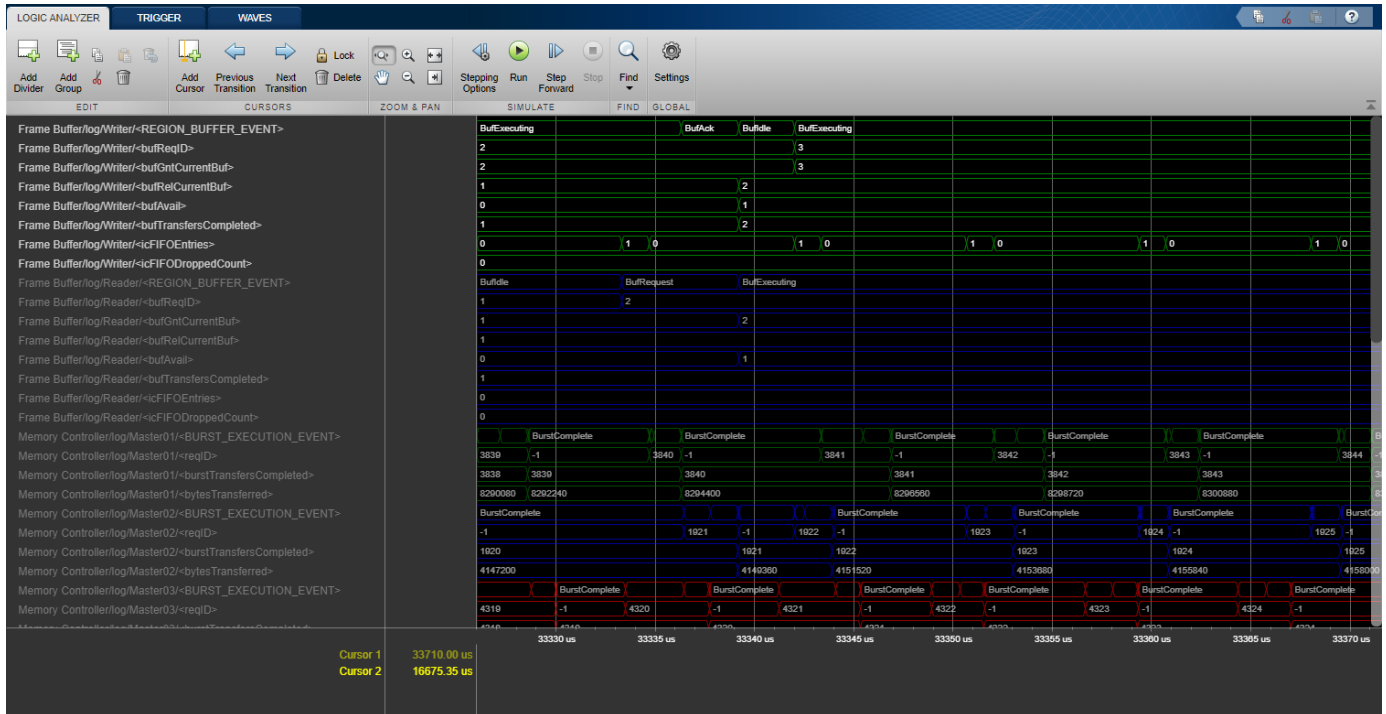 LOGIC ANALYZER TRIGGER WAVES
Lock
Delete
Add Divider
Add Group
Add Cursor
Previous Transition
Next Transition
Stepping Options
Run
Step Forward
Stop
Find
Settings
EDIT CURSORS ZOOM & PAN SIMULATE FIND GLOBAL
Frame Buffer/log/Writer/<REGION_BUFFER_EVENT> BufExecuting BufAck BufIdle BufExecuting
Frame Buffer/log/Writer/<bufReqID> 2 3
Frame Buffer/log/Writer/<bufGntCurrentBuf> 2 3
Frame Buffer/log/Writer/<bufRelCurrentBuf> 1 2
Frame Buffer/log/Writer/<bufAvail> 0 1
Frame Buffer/log/Writer/<bufTransfersCompleted> 1 2
Frame Buffer/log/Writer/<icFIFOEntries> 0 1 0 1 0 1 0 1 0 1 0
Frame Buffer/log/Writer/<icFIFODroppedCount> 0
Frame Buffer/log/Reader/<REGION_BUFFER_EVENT> BufIdle BufRequest BufExecuting
Frame Buffer/log/Reader/<bufReqID> 1 2
Frame Buffer/log/Reader/<bufGntCurrentBuf> 1 2
Frame Buffer/log/Reader/<bufRelCurrentBuf> 1
Frame Buffer/log/Reader/<bufAvail> 0 1
Frame Buffer/log/Reader/<bufTransfersCompleted> 1
Frame Buffer/log/Reader/<icFIFOEntries> 0
Frame Buffer/log/Reader/<icFIFODroppedCount> 0
Memory Controller/log/Master01/<BURST_EXECUTION_EVENT> BurstComplete BurstComplete BurstComplete BurstComplete BurstComplete
Memory Controller/log/Master01/<reqID> 3839 -1 3840 -1 3841 -1 3842 -1 3843 -1 3844
Memory Controller/log/Master01/<burstTransfersCompleted> 3838 3839 3840 3841 3842 3843
Memory Controller/log/Master01/<bytesTransferred> 8290080 8292240 8294400 8296560 8298720 8300880
Memory Controller/log/Master02/<BURST_EXECUTION_EVENT> BurstComplete BurstComplete BurstComplete BurstComplete
Memory Controller/log/Master02/<reqID> -1 1921 -1 1922 -1 1923 -1 1924 -1 1925 -1
Memory Controller/log/Master02/<burstTransfersCompleted> 1920 1921 1922 1923 1924 1925
Memory Controller/log/Master02/<bytesTransferred> 4147200 4149360 4151520 4153680 4155840 4158000
Memory Controller/log/Master03/<BURST_EXECUTION_EVENT> BurstComplete BurstComplete BurstComplete BurstComplete BurstComplete BurstComplete
Memory Controller/log/Master03/<reqID> 4319 -1 4320 -1 4321 -1 4322 -1 4323 -1 4324 -1
33330 us 33335 us 33340 us 33345 us 33350 us 33355 us 33360 us 33365 us 33370 us
Cursor 1 33710.00 us
Cursor 2 16675.35 us